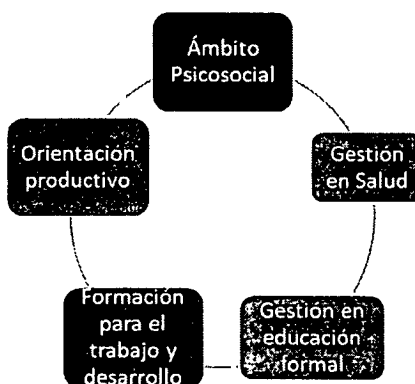 Ámbito
Psicosocial
Gestión
en Salud
Gestión en
educación
formal
Formación
para el
trabajo y
desarrollo
Orientación
productivo